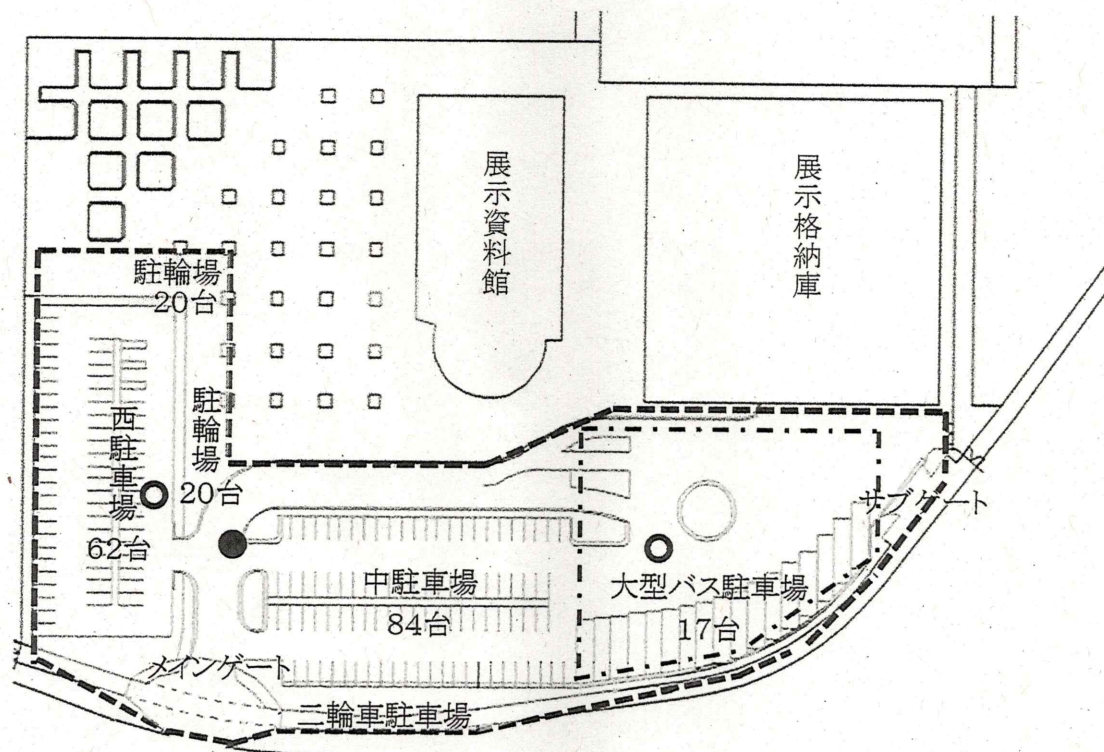 展示資料館
展示格納庫
駐輪場
20台
駐輪場
20台
西駐車場
62台
中駐車場
84台
大型バス駐車場
17台
サブゲート
メインゲート
二輪車駐車場